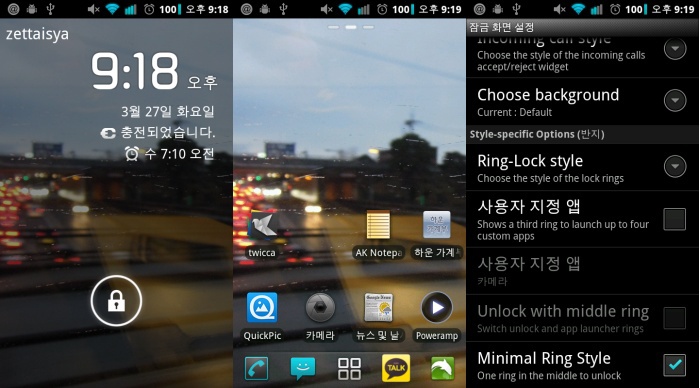 100
오후 9:18
zettaisya
9:18 오후
3월 27일 화요일
충전되었습니다.
수 7:10 오전
100
오후 9:19
twicca
AK Notepa
하운 가계
QuickPic
카메라
뉴스 및 날
Poweramp
TALK
100
오후 9:19
잠금 화면 설정
Incoming call style
Choose the style of the incoming calls
accept/reject widget
Choose background
Current : Default
Style-specific Options (반지)
Ring-Lock style
Choose the style of the lock rings
사용자 지정 앱
Shows a third ring to launch up to four
custom apps
사용자 지정 앱
카메라
Unlock with middle ring
Switch unlock and app launcher rings
Minimal Ring Style
One ring in the middle to unlock